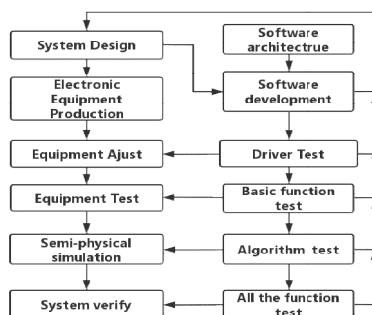 System Design
Software
architectrue
Electronic
Equipment
Production
Software
development
Equipment Ajust
Driver Test
Equipment Test
Basic function
test
Semi-physical
simulation
Algorithm test
System verify
All the function
test